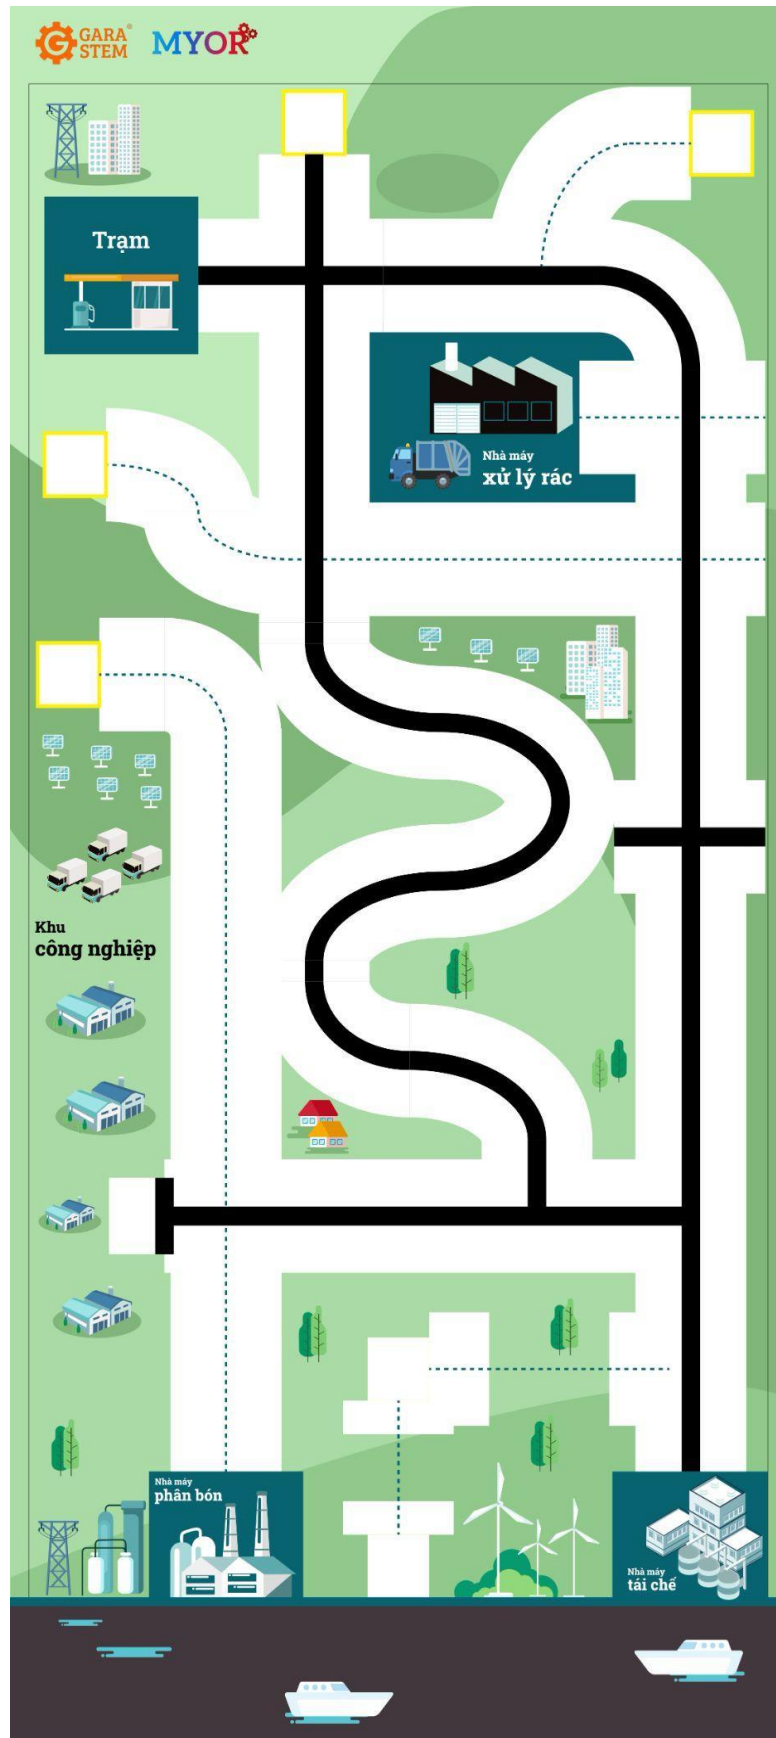 GARA®
STEM
MYOR
Trạm
Nhà máy
xử lý rác
Khu
công nghiệp
Nhà máy
phân bón
Nhà máy
tái chế